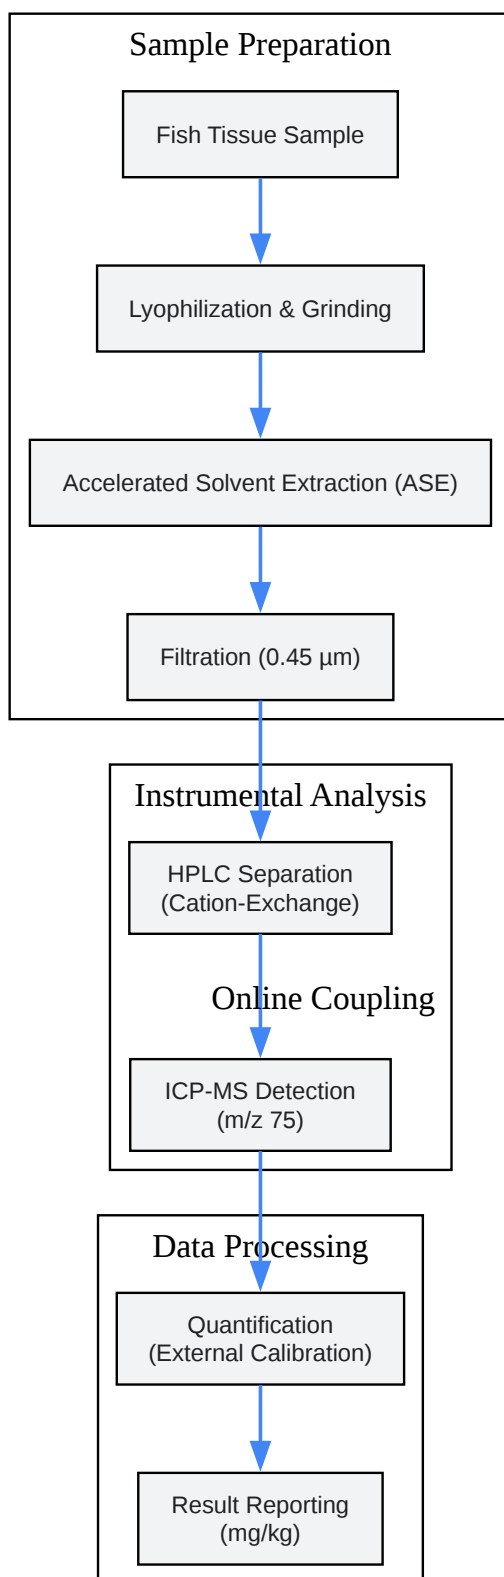 Sample Preparation
Fish Tissue Sample
Lyophilization & Grinding
Accelerated Solvent Extraction (ASE)
Filtration (0.45 µm)
Instrumental Analysis
HPLC Separation
(Cation-Exchange)
Online Coupling
ICP-MS Detection
(m/z 75)
Data Processing
Quantification
(External Calibration)
Result Reporting
(mg/kg)